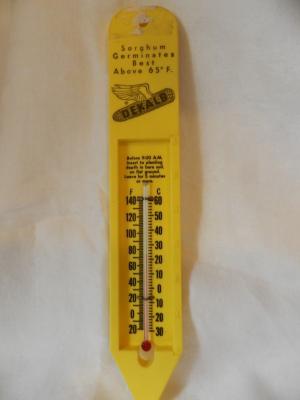 Sorghum
Germinates
Best
Above 65° F.
DEKALB
Before 9:00 A.M.
Insert to planting
depth in bare soil
on flat ground.
Leave for 5 minutes
or more.
F C
140 60
120 50
100 40
80 30
60 20
40 10
20 0
0 10
20 20
30